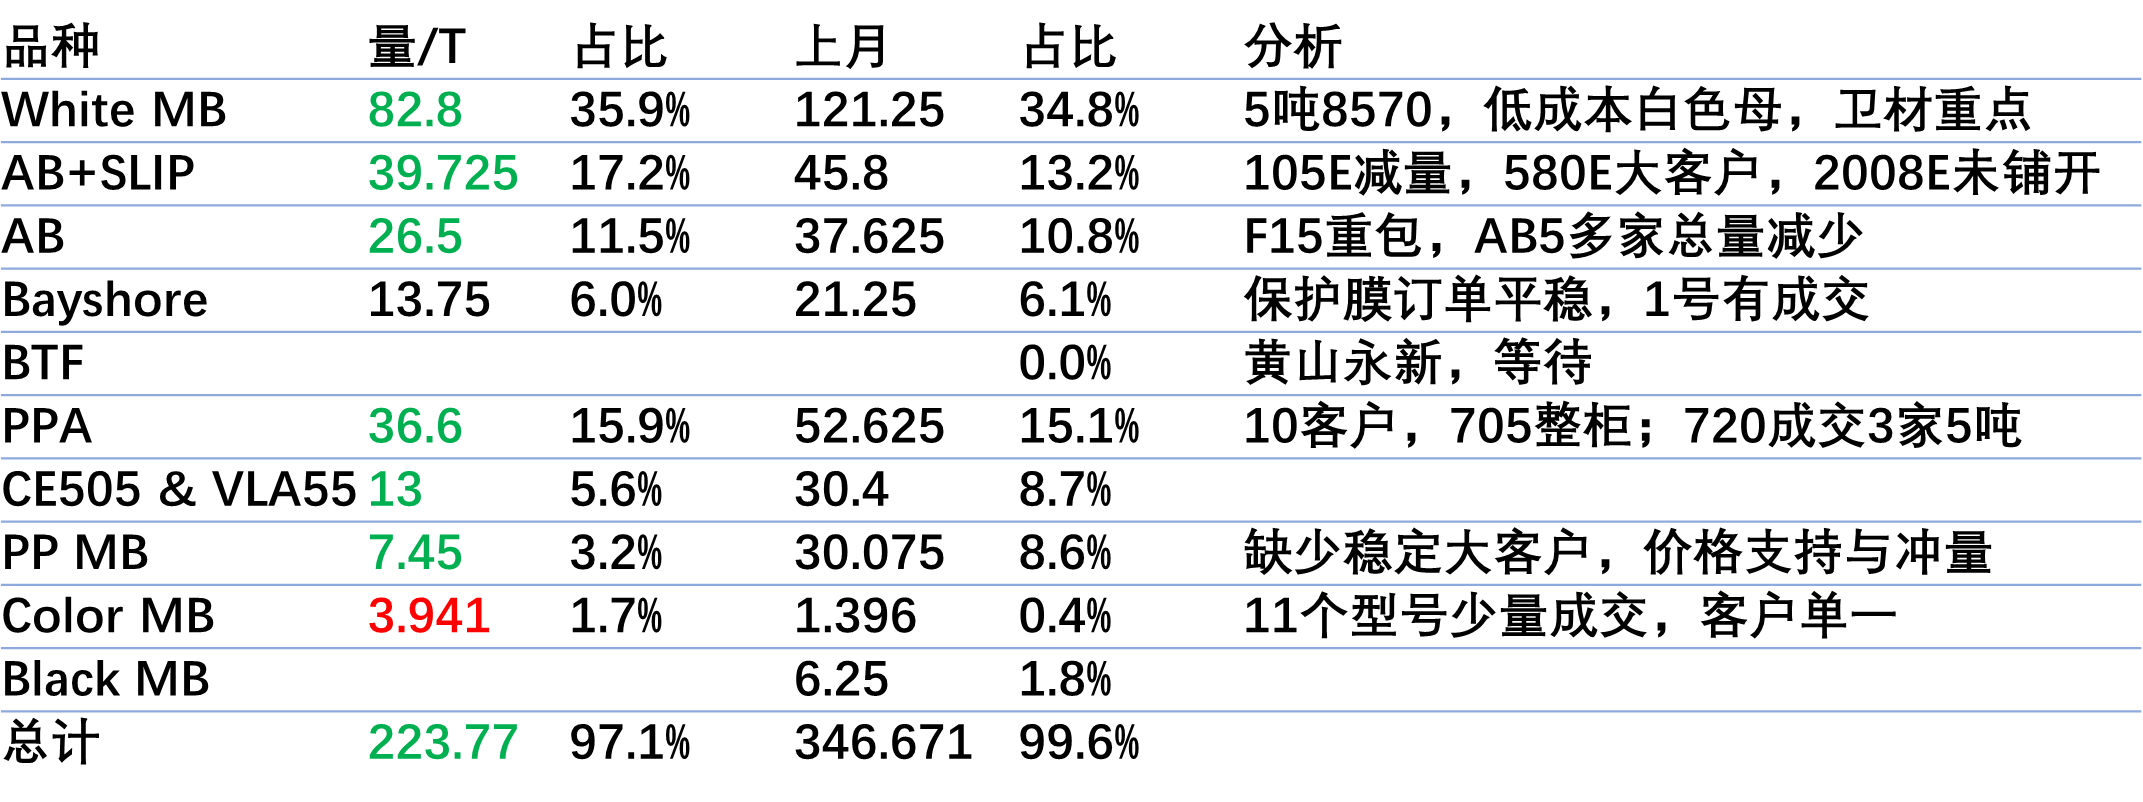 品种 量/T 占比 上月 占比 分析
White MB 82.8 35.9% 121.25 34.8% 5吨8570，低成本白色母，卫材重点
AB+SLIP 39.725 17.2% 45.8 13.2% 105E减量，580E大客户，2008E未铺开
AB 26.5 11.5% 37.625 10.8% F15重包，AB5多家总量减少
Bayshore 13.75 6.0% 21.25 6.1% 保护膜订单平稳，1号有成交
BTF 0.0% 黄山永新，等待
PPA 36.6 15.9% 52.625 15.1% 10客户，705整柜；720成交3家5吨
CE505 & VLA55 13 5.6% 30.4 8.7%
PP MB 7.45 3.2% 30.075 8.6% 缺少稳定大客户，价格支持与冲量
Color MB 3.941 1.7% 1.396 0.4% 11个型号少量成交，客户单一
Black MB 6.25 1.8%
总计 223.77 97.1% 346.671 99.6%